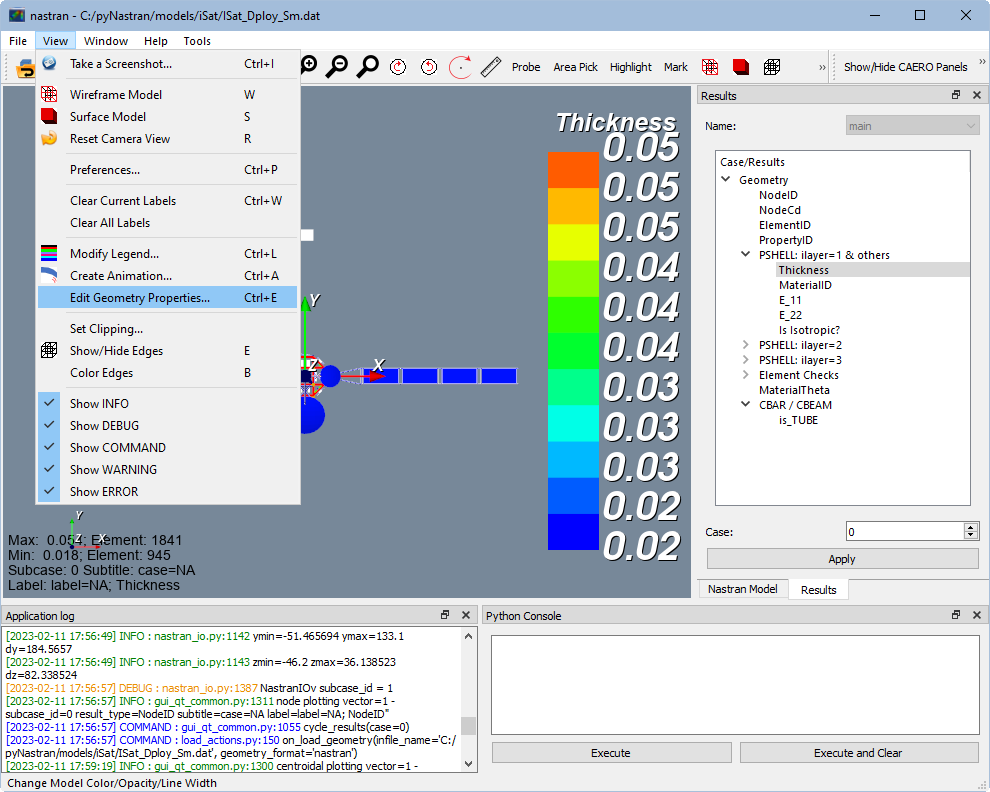 nastran - C:/pyNastran/models/iSat/ISat_Dploy_Sm.dat
File View Window Help Tools
Probe Area Pick Highlight Mark » Show/Hide CAERO Panels »
Take a Screenshot... Ctrl+I
Wireframe Model W
Surface Model S
Reset Camera View R
Preferences... Ctrl+P
Clear Current Labels Ctrl+W
Clear All Labels
Modify Legend... Ctrl+L
Create Animation... Ctrl+A
Edit Geometry Properties... Ctrl+E
Set Clipping...
Show/Hide Edges E
Color Edges B
Show INFO
Show DEBUG
Show COMMAND
Show WARNING
Show ERROR
Y
Z X
Thickness
0.05
0.05
0.05
0.04
0.04
0.04
0.03
0.03
0.03
0.02
0.02
Y
Z X
Max: 0.054; Element: 1841
Min: 0.018; Element: 945
Subcase: 0 Subtitle: case=NA
Label: label=NA; Thickness
Results
Name: main
Case/Results
Geometry
NodeID
NodeCd
ElementID
PropertyID
PSHELL: ilayer=1 & others
Thickness
MaterialID
E_11
E_22
Is Isotropic?
PSHELL: ilayer=2
PSHELL: ilayer=3
Element Checks
MaterialTheta
CBAR / CBEAM
is_TUBE
Case: 0
Apply
Nastran Model Results
Application log
[2023-02-11 17:56:49] INFO : nastran_io.py:1142 ymin=-51.465694 ymax=133.1
dy=184.5657
[2023-02-11 17:56:49] INFO : nastran_io.py:1143 zmin=-46.2 zmax=36.138523
dz=82.338524
[2023-02-11 17:56:57] DEBUG : nastran_io.py:1387 NastranIOv subcase_id = 1
[2023-02-11 17:56:57] INFO : gui_qt_common.py:1311 node plotting vector=1 -
subcase_id=0 result_type=NodeID subtitle=case=NA label=label=NA; NodeID"
[2023-02-11 17:56:57] COMMAND : gui_qt_common.py:1055 cycle_results(case=0)
[2023-02-11 17:56:57] COMMAND : load_actions.py:150 on_load_geometry(infile_name='C:/
pyNastran/models/iSat/ISat_Dploy_Sm.dat', geometry_format='nastran')
[2023-02-11 17:59:19] INFO : gui_qt_common.py:1300 centroidal plotting vector=1 -
Python Console
Execute Execute and Clear
Change Model Color/Opacity/Line Width